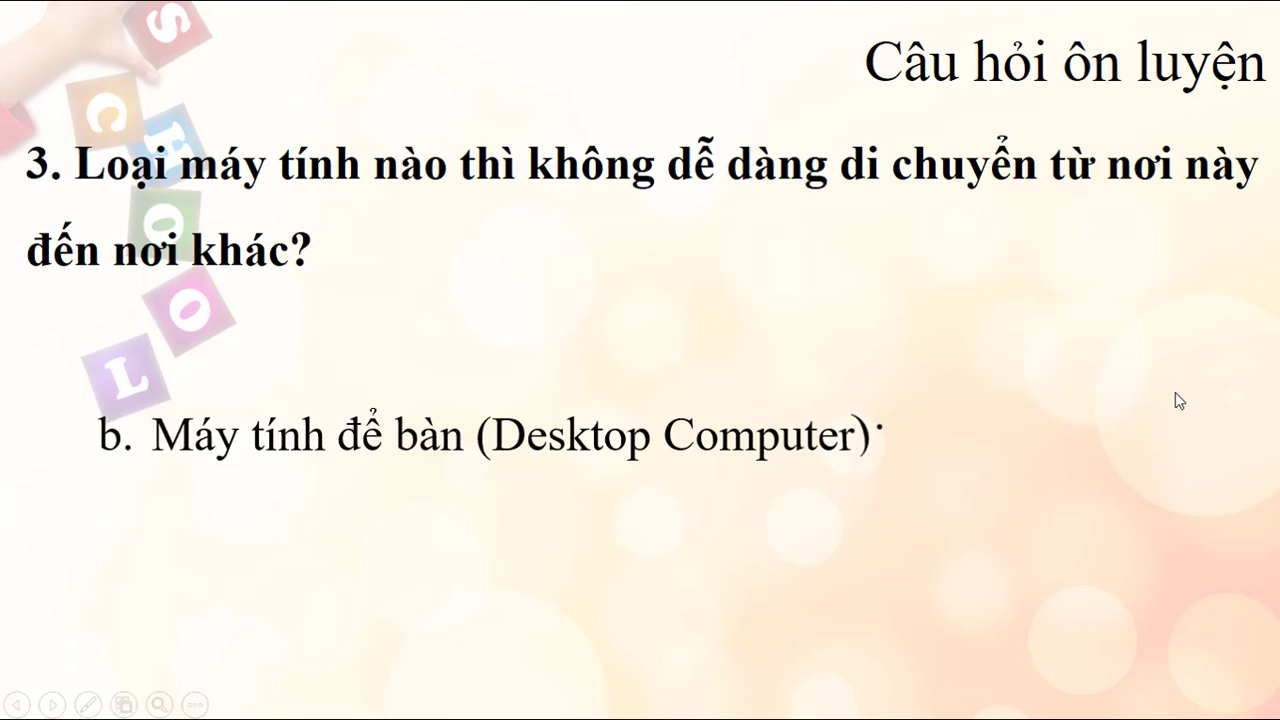 Câu hỏi ôn luyện
3. Loại máy tính nào thì không dễ dàng di chuyển từ nơi này
đến nơi khác?
b. Máy tính để bàn (Desktop Computer).
S
C
H
O
O
L